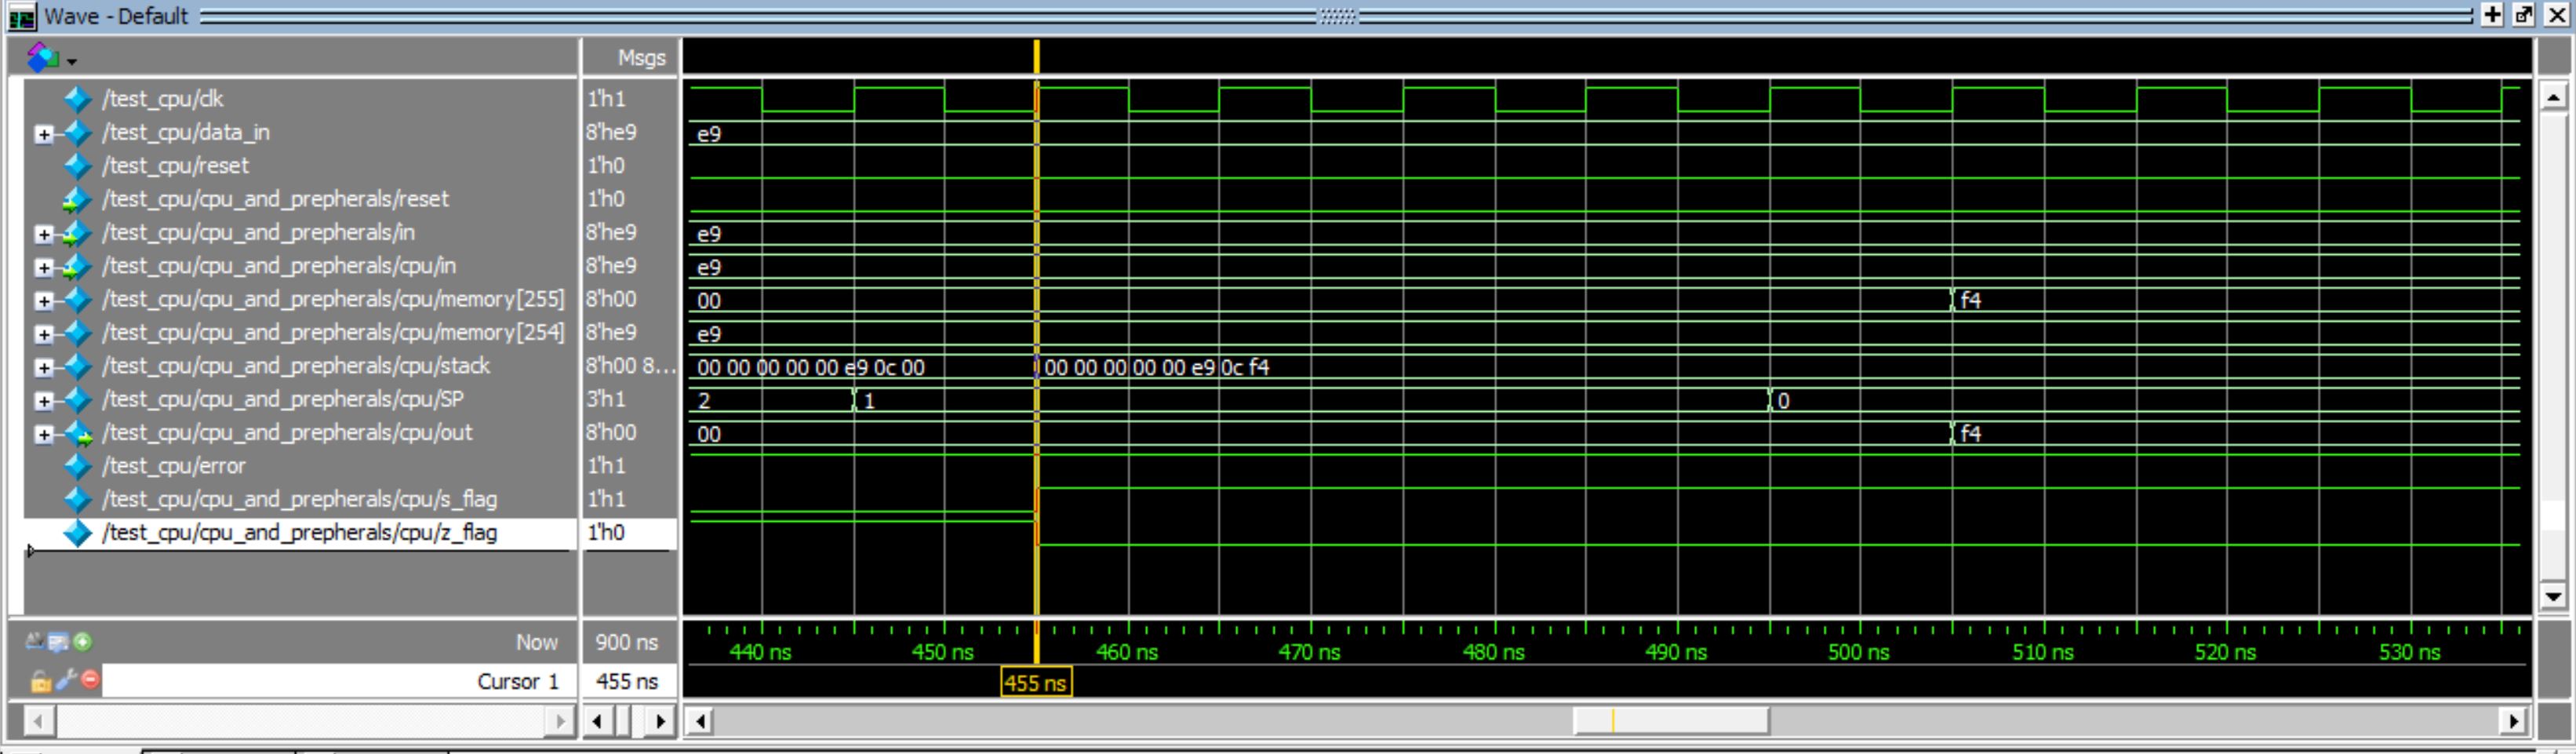 Wave - Default
Msgs
/test_cpu/clk 1'h1
/test_cpu/data_in 8'he9 e9
/test_cpu/reset 1'h0
/test_cpu/cpu_and_prepherals/reset 1'h0
/test_cpu/cpu_and_prepherals/in 8'he9 e9
/test_cpu/cpu_and_prepherals/cpu/in 8'he9 e9
/test_cpu/cpu_and_prepherals/cpu/memory[255] 8'h00 00 f4
/test_cpu/cpu_and_prepherals/cpu/memory[254] 8'he9 e9
/test_cpu/cpu_and_prepherals/cpu/stack 8'h00 8... 00 00 00 00 00 e9 0c 00 00 00 00 00 00 e9 0c f4
/test_cpu/cpu_and_prepherals/cpu/SP 3'h1 2 1 0
/test_cpu/cpu_and_prepherals/cpu/out 8'h00 00 f4
/test_cpu/error 1'h1
/test_cpu/cpu_and_prepherals/cpu/s_flag 1'h1
/test_cpu/cpu_and_prepherals/cpu/z_flag 1'h0
Now 900 ns 440 ns 450 ns 460 ns 470 ns 480 ns 490 ns 500 ns 510 ns 520 ns 530 ns
Cursor 1 455 ns 455 ns